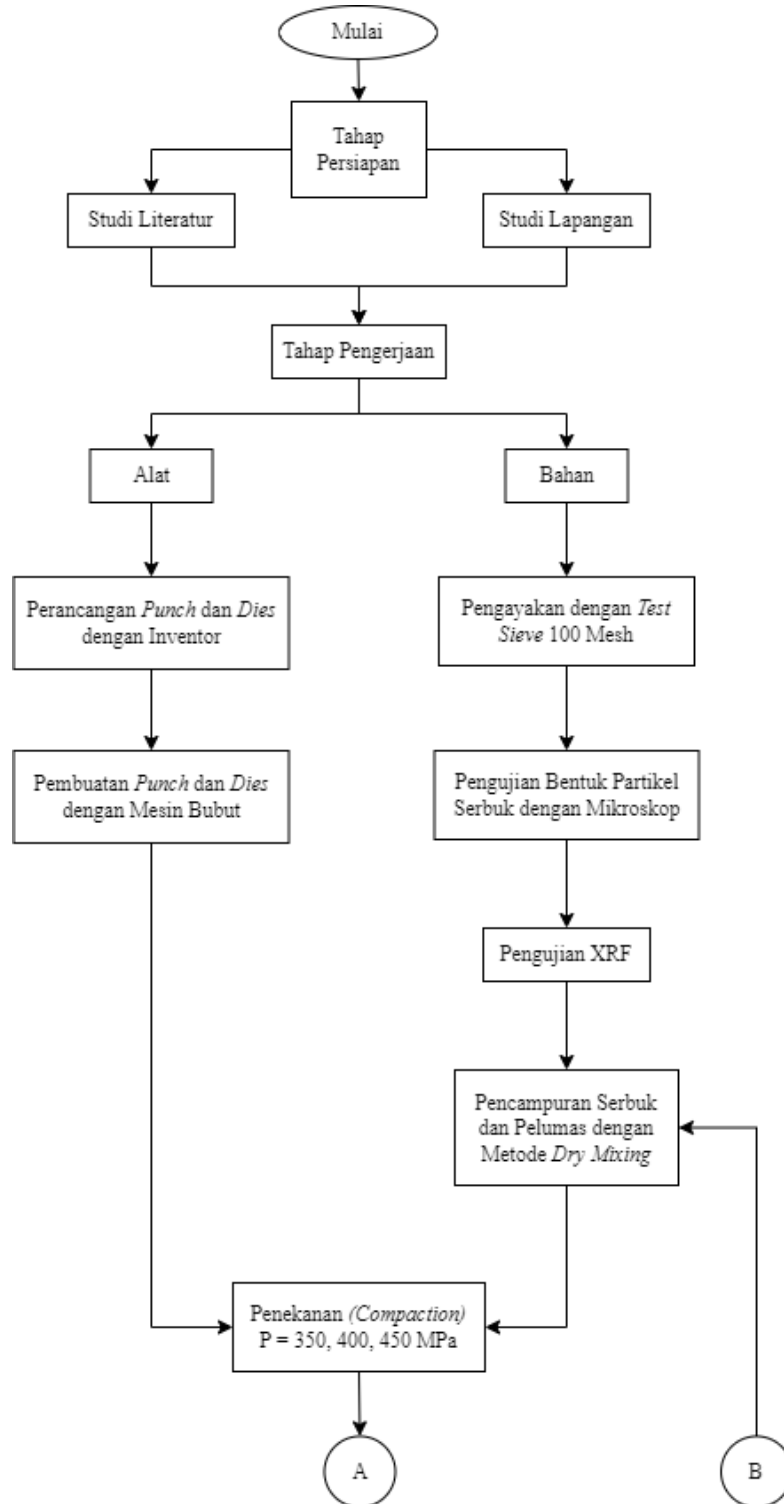 Mulai
Tahap
Persiapan
Studi Literatur
Studi Lapangan
Tahap Pengerjaan
Alat
Bahan
Perancangan Punch dan Dies
dengan Inventor
Pengayakan dengan Test
Sieve 100 Mesh
Pembuatan Punch dan Dies
dengan Mesin Bubut
Pengujian Bentuk Partikel
Serbuk dengan Mikroskop
Pengujian XRF
Pencampuran Serbuk
dan Pelumas dengan
Metode Dry Mixing
Penekanan (Compaction)
P = 350, 400, 450 MPa
A
B